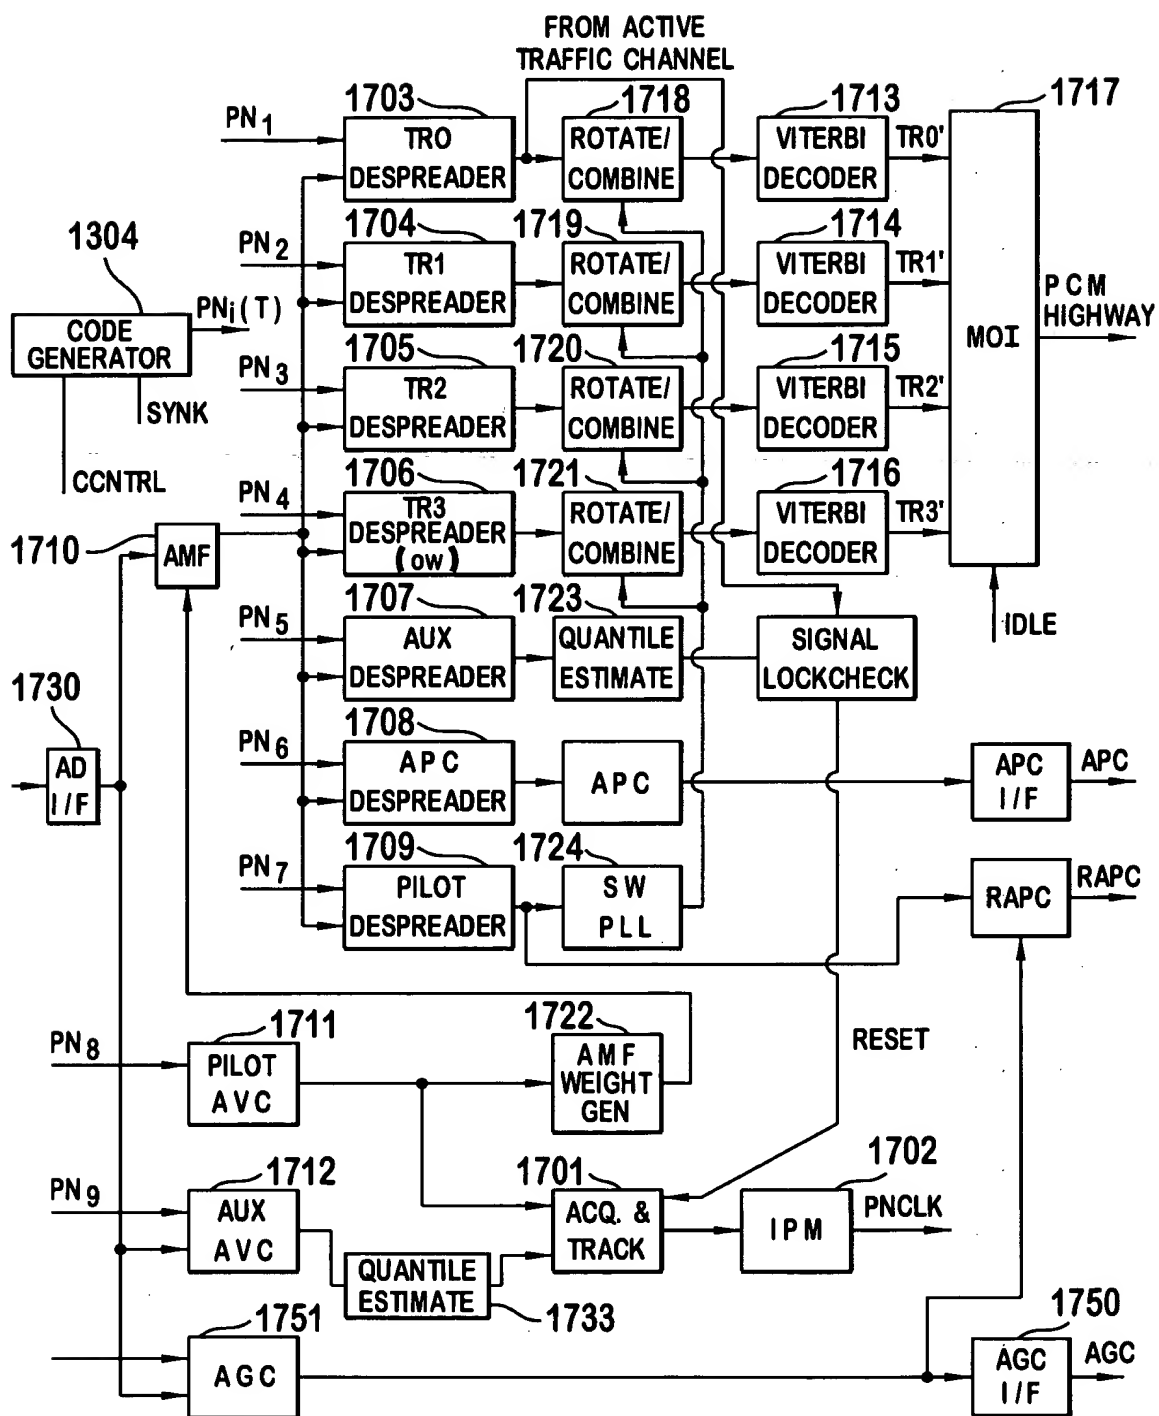 FROM ACTIVE
TRAFFIC CHANNEL
1703
1718
1713
1717
PN1
TRO
DESPREADER
ROTATE/
COMBINE
VITERBI
DECODER
TR0'
1304
PN2
1704
TR1
DESPREADER
1719
ROTATE/
COMBINE
1714
VITERBI
DECODER
TR1'
PNi(T)
CODE
GENERATOR
MOI
PCM
HIGHWAY
SYNK
CCNTRL
PN3
1705
TR2
DESPREADER
1720
ROTATE/
COMBINE
1715
VITERBI
DECODER
TR2'
PN4
1706
TR3
DESPREADER
(OW)
1721
ROTATE/
COMBINE
1716
VITERBI
DECODER
TR3'
1710
AMF
IDLE
PN5
1707
AUX
DESPREADER
1723
QUANTILE
ESTIMATE
SIGNAL
LOCKCHECK
1730
AD
I/F
PN6
1708
APC
DESPREADER
APC
APC
I/F
APC
PN7
1709
PILOT
DESPREADER
1724
SW
PLL
RAPC
RAPC
PN8
1711
PILOT
AVC
1722
AMF
WEIGHT
GEN
RESET
PN9
1712
AUX
AVC
QUANTILE
ESTIMATE
1733
1701
ACQ. &
TRACK
1702
IPM
PNCLK
1751
AGC
1750
AGC
I/F
AGC